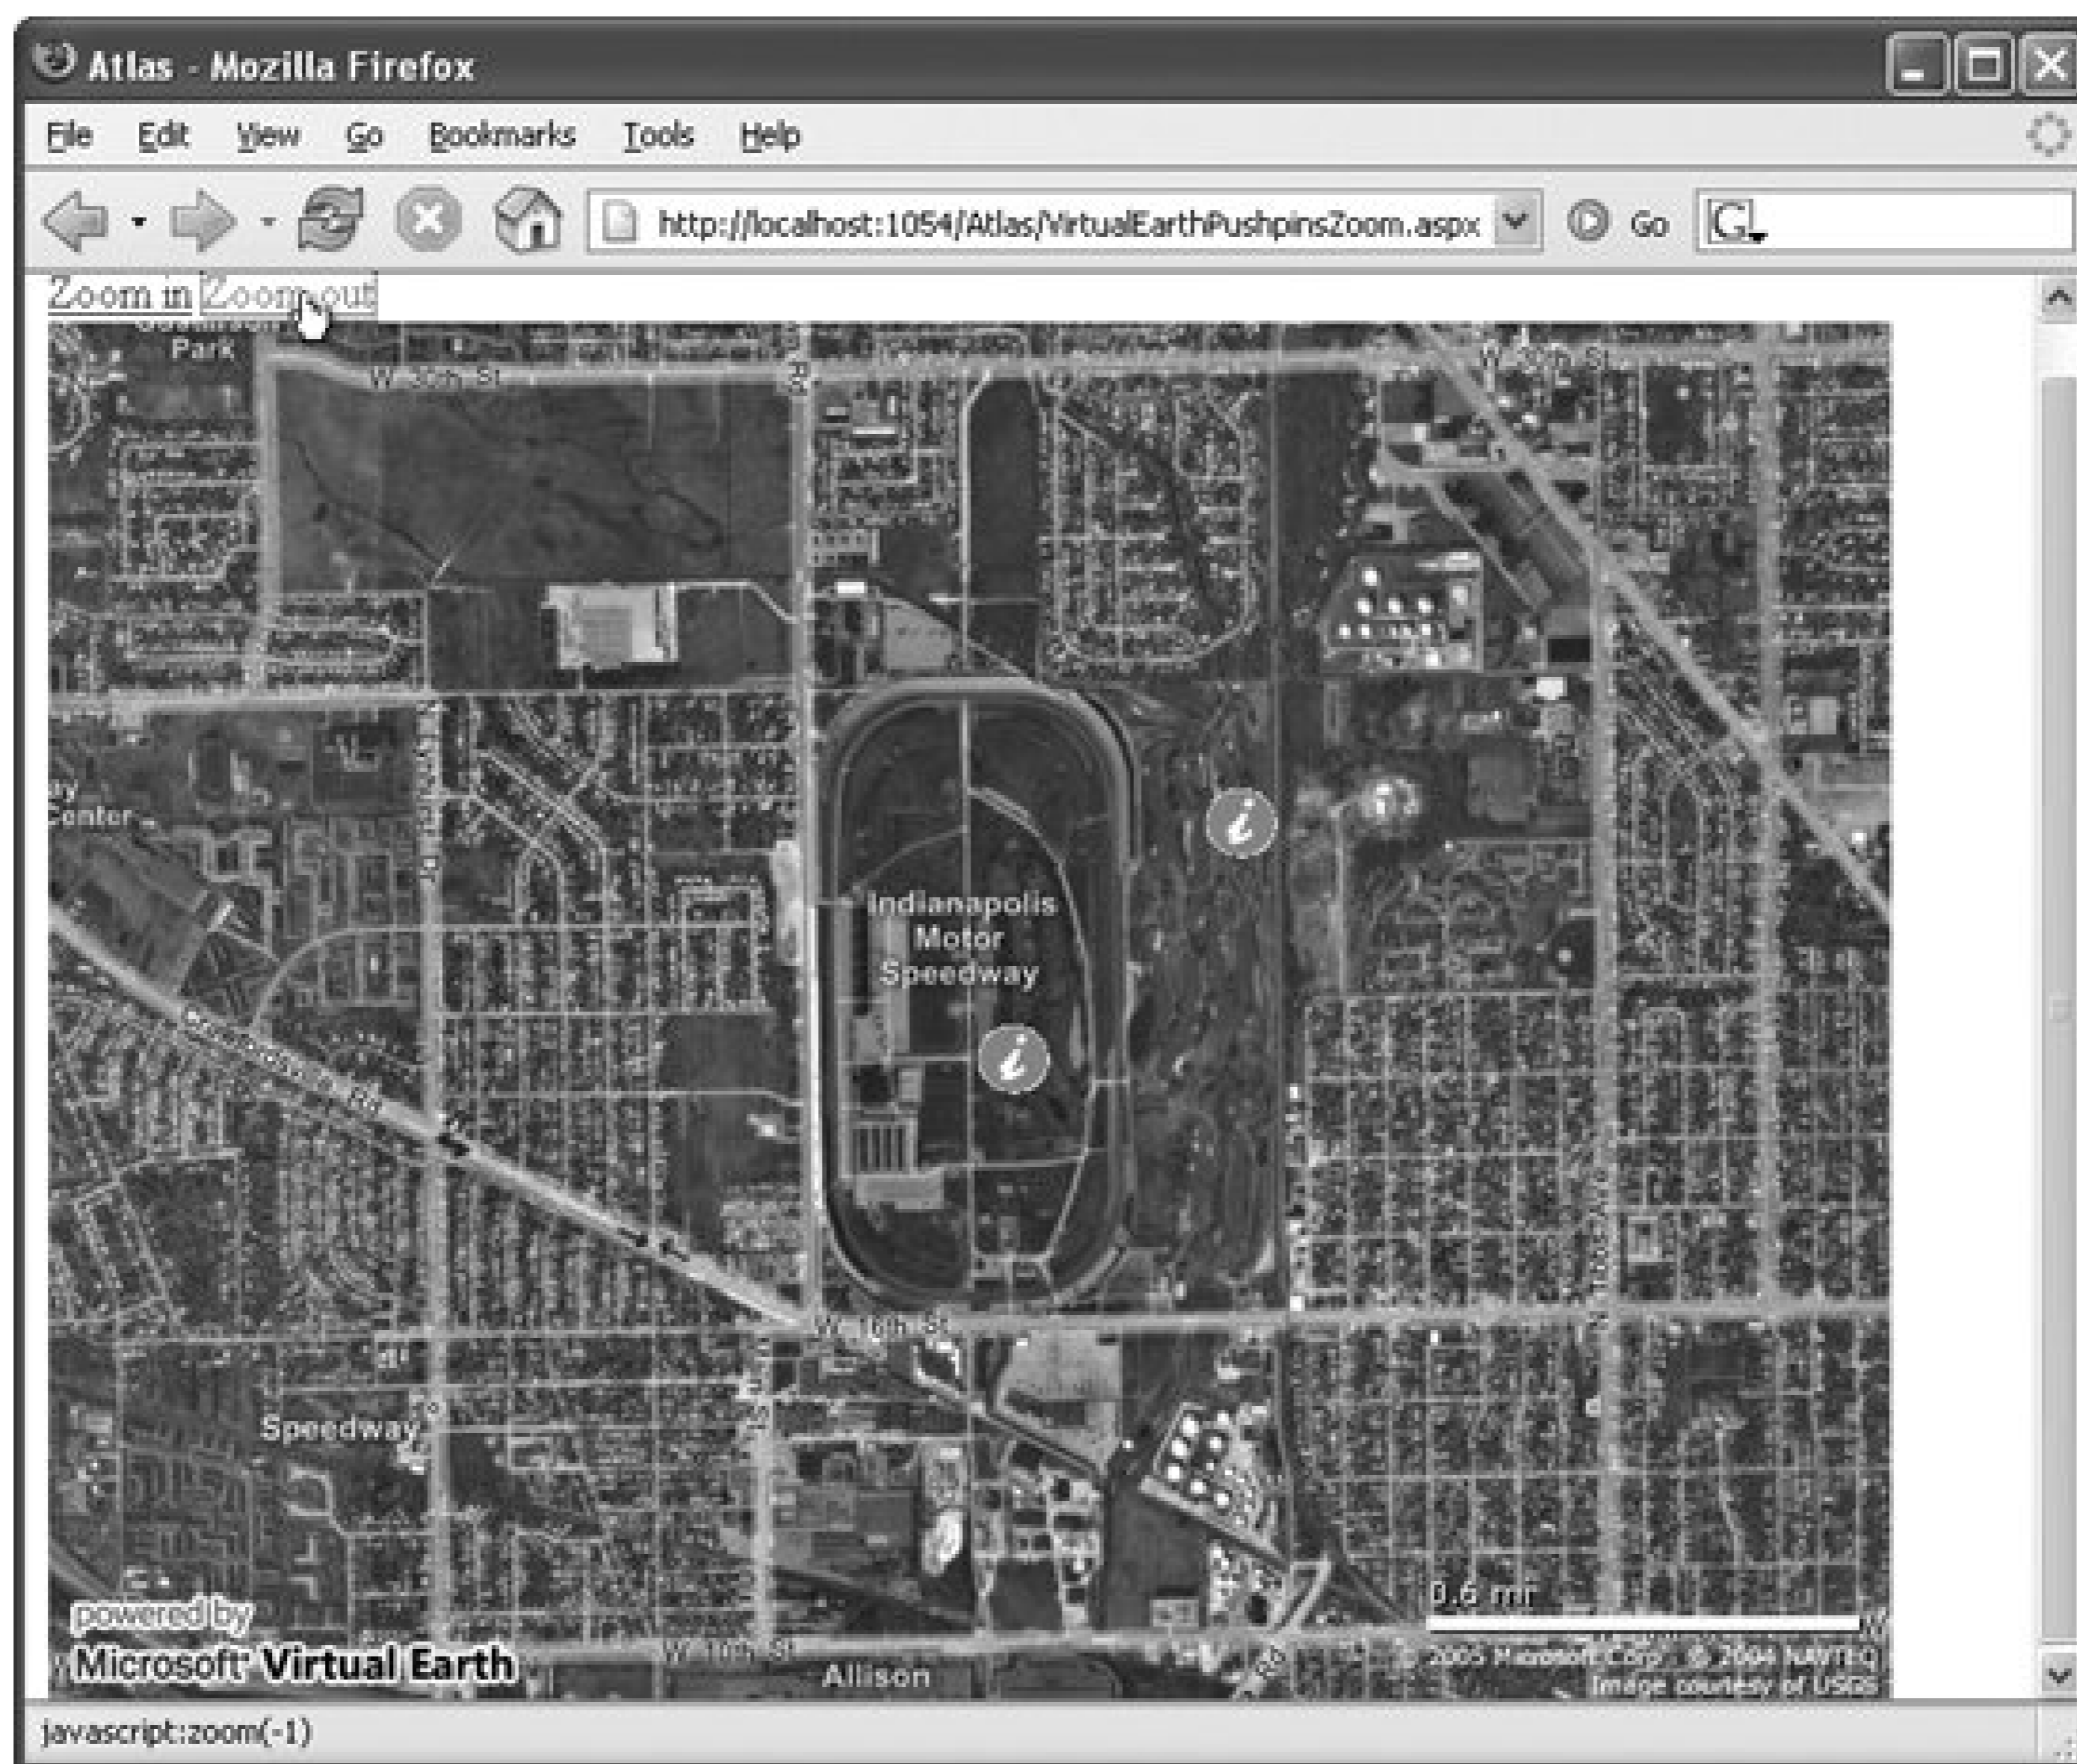 Atlas - Mozilla Firefox
File Edit View Go Bookmarks Tools Help
http://localhost:1054/Atlas/VirtualEarthPushpinsZoom.aspx Go G
Zoom in Zoom out
Park
W 30th St
W 30th St
Center
Indianapolis
Motor
Speedway
W 16th St
Speedway
0.6 mi
powered by
Microsoft Virtual Earth
W 10th St
Allison
© 2005 Microsoft Corp © 2004 NAVTEQ
Image courtesy of USGS
javascript:zoom(-1)